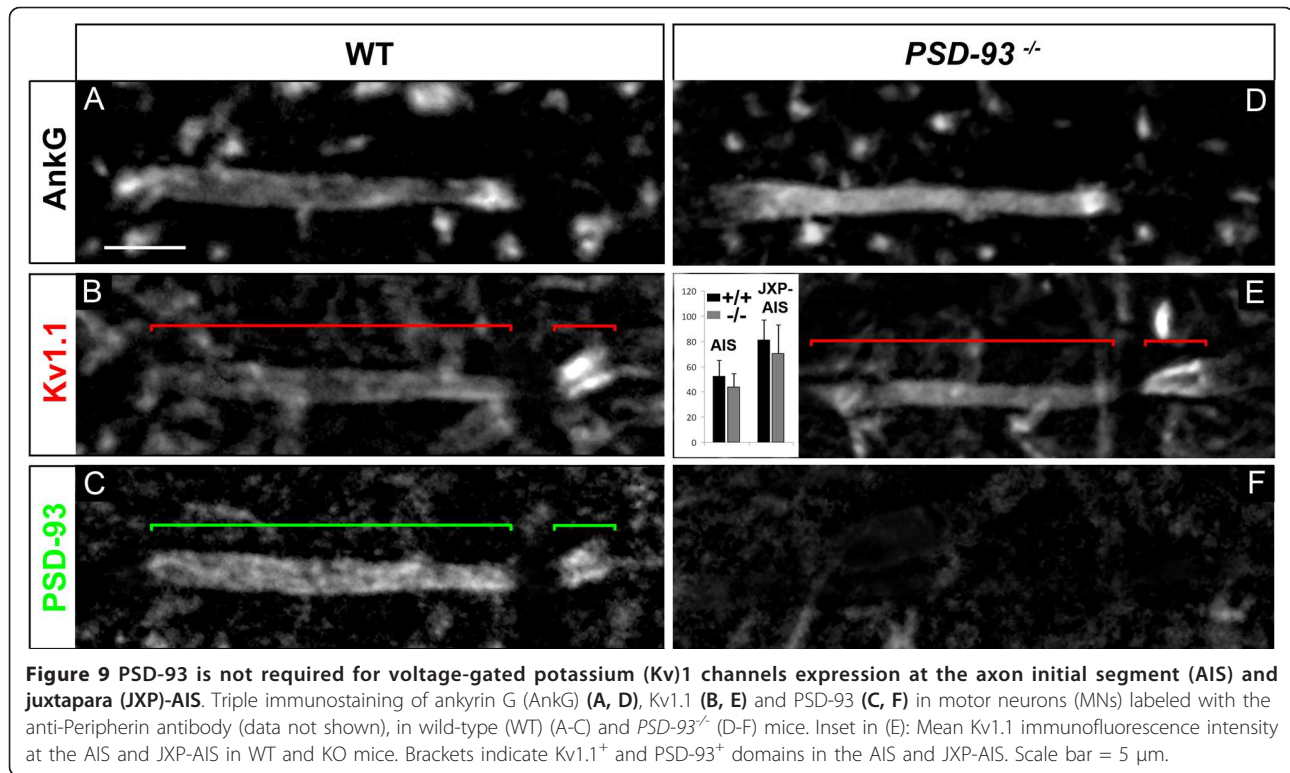 WT
PSD-93 -/-
AnkG
A
D
Kv1.1
B
E
120
100
80
60
40
20
0
+/+
-/-
AIS
JXP-
AIS
PSD-93
C
F
Figure 9 PSD-93 is not required for voltage-gated potassium (Kv)1 channels expression at the axon initial segment (AIS) and
juxtapara (JXP)-AIS. Triple immunostaining of ankyrin G (AnkG) (A, D), Kv1.1 (B, E) and PSD-93 (C, F) in motor neurons (MNs) labeled with the
anti-Peripherin antibody (data not shown), in wild-type (WT) (A-C) and PSD-93-/- (D-F) mice. Inset in (E): Mean Kv1.1 immunofluorescence intensity
at the AIS and JXP-AIS in WT and KO mice. Brackets indicate Kv1.1+ and PSD-93+ domains in the AIS and JXP-AIS. Scale bar = 5 μm.